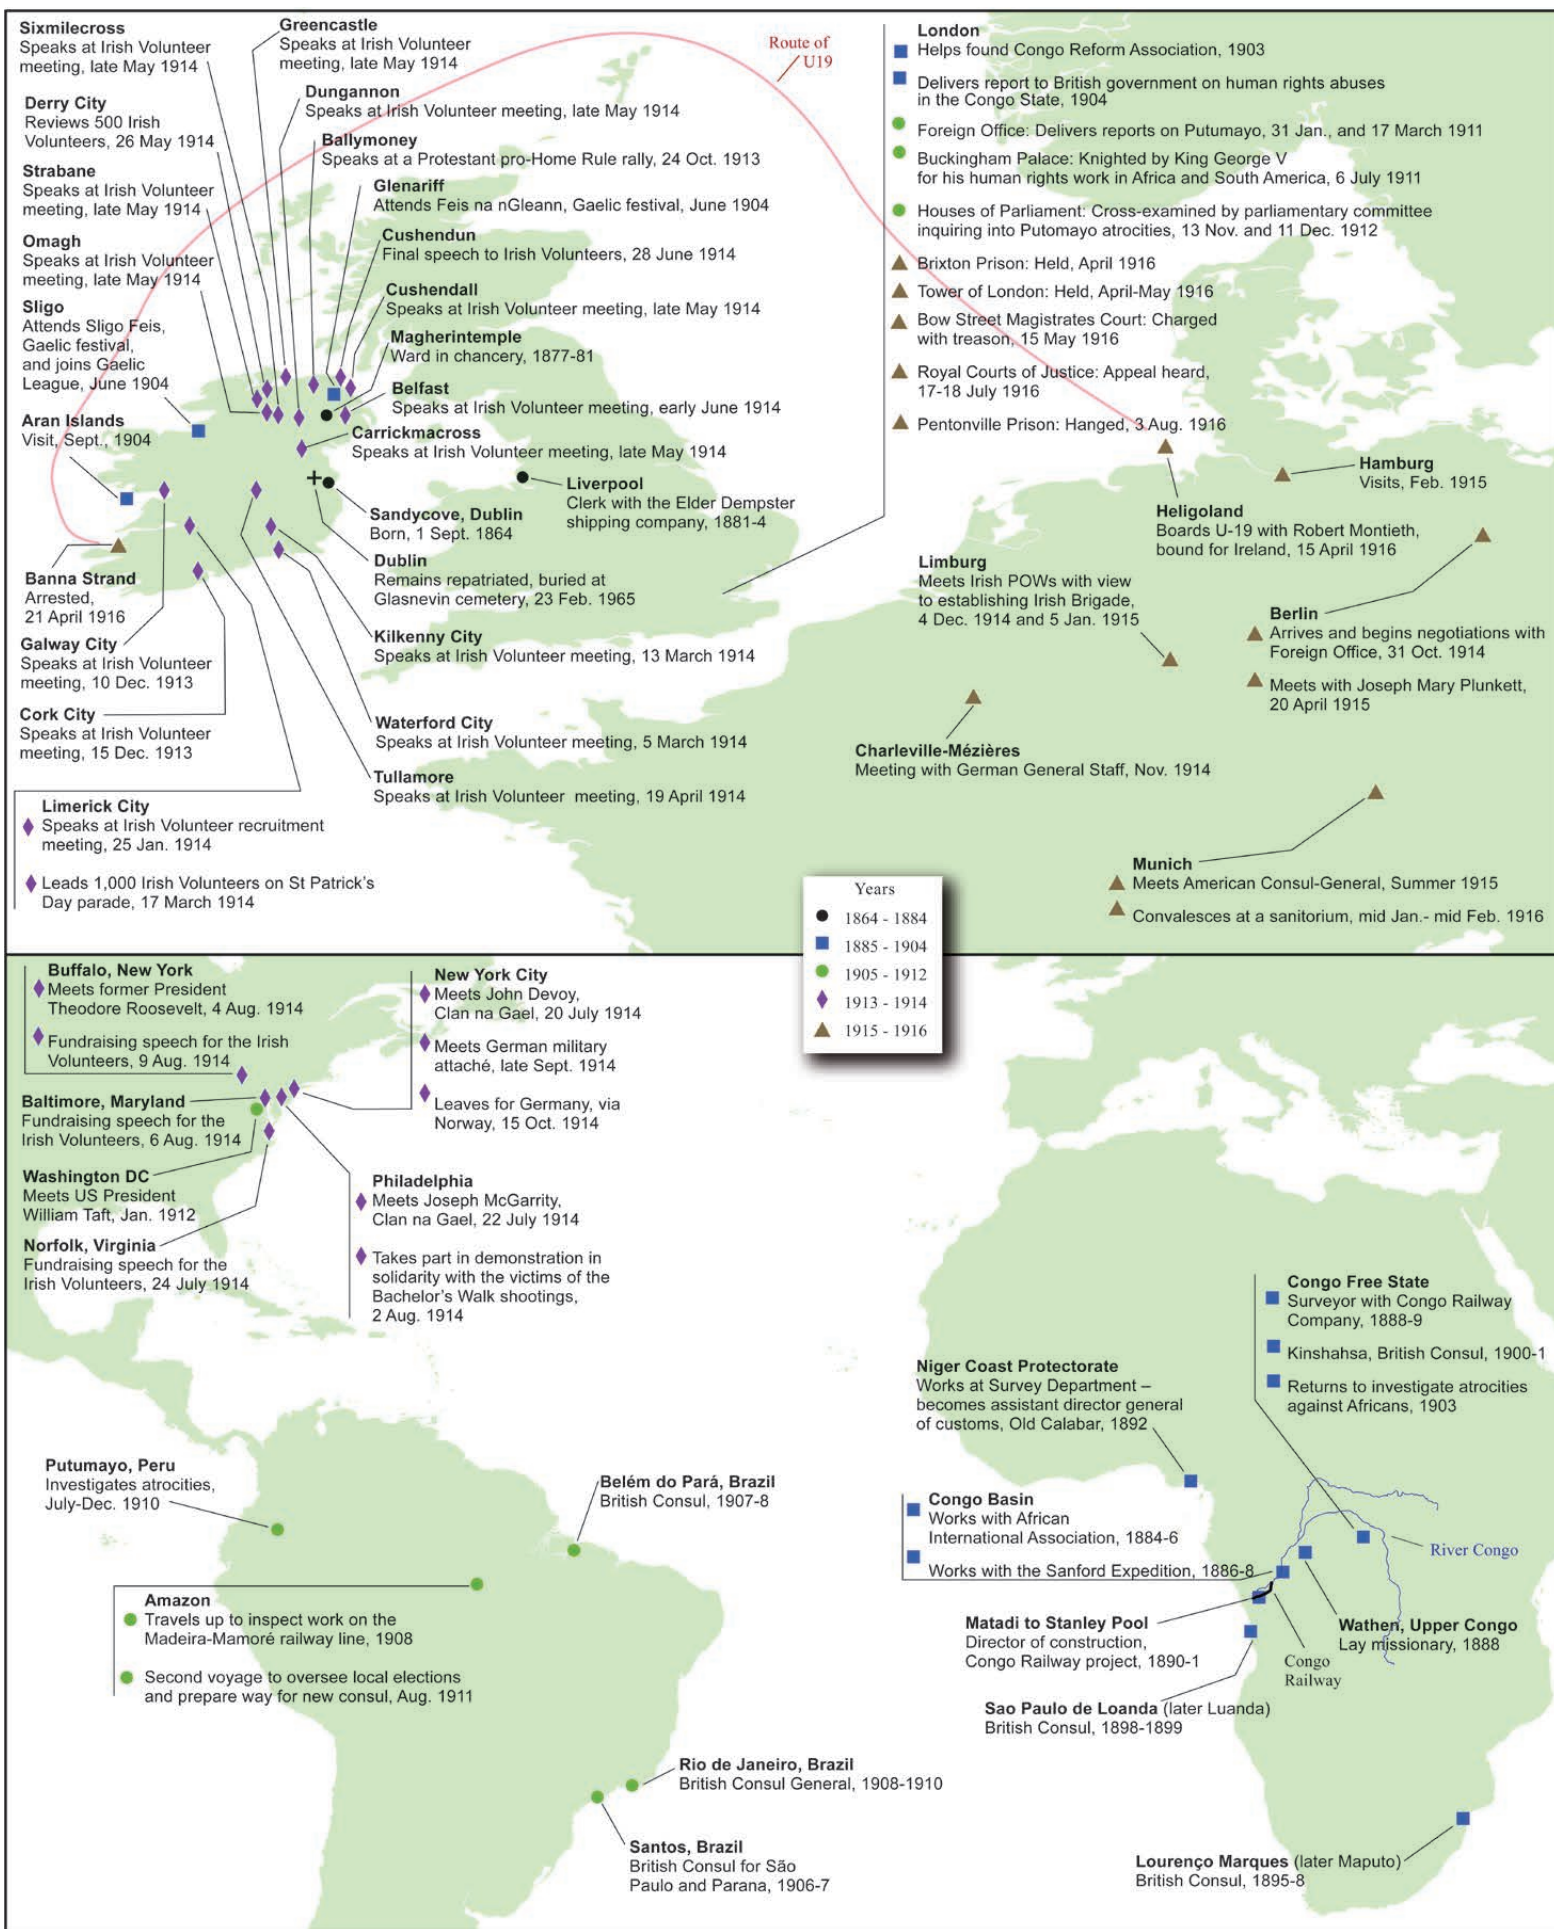 Sixmilecross
Speaks at Irish Volunteer
meeting, late May 1914
Derry City
Reviews 500 Irish
Volunteers, 26 May 1914
Strabane
Speaks at Irish Volunteer
meeting, late May 1914
Omagh
Speaks at Irish Volunteer
meeting, late May 1914
Sligo
Attends Sligo Feis,
Gaelic festival,
and joins Gaelic
League, June 1904
Aran Islands
Visit, Sept., 1904
Banna Strand
Arrested,
21 April 1916
Galway City
Speaks at Irish Volunteer
meeting, 10 Dec. 1913
Cork City
Speaks at Irish Volunteer
meeting, 15 Dec. 1913
Limerick City
Speaks at Irish Volunteer recruitment
meeting, 25 Jan. 1914
Leads 1,000 Irish Volunteers on St Patrick's
Day parade, 17 March 1914
Greencastle
Speaks at Irish Volunteer
meeting, late May 1914
Dungannon
Speaks at Irish Volunteer meeting, late May 1914
Ballymoney
Speaks at a Protestant pro-Home Rule rally, 24 Oct. 1913
Glenariff
Attends Feis na nGleann, Gaelic festival, June 1904
Cushendun
Final speech to Irish Volunteers, 28 June 1914
Cushendall
Speaks at Irish Volunteer meeting, late May 1914
Magherintemple
Ward in chancery, 1877-81
Belfast
Speaks at Irish Volunteer meeting, early June 1914
Carrickmacross
Speaks at Irish Volunteer meeting, late May 1914
Liverpool
Clerk with the Elder Dempster
shipping company, 1881-4
Sandycove, Dublin
Born, 1 Sept. 1864
Dublin
Remains repatriated, buried at
Glasnevin cemetery, 23 Feb. 1965
Kilkenny City
Speaks at Irish Volunteer meeting, 13 March 1914
Waterford City
Speaks at Irish Volunteer meeting, 5 March 1914
Tullamore
Speaks at Irish Volunteer meeting, 19 April 1914
Route of
U19
London
Helps found Congo Reform Association, 1903
Delivers report to British government on human rights abuses
in the Congo State, 1904
Foreign Office: Delivers reports on Putumayo, 31 Jan., and 17 March 1911
Buckingham Palace: Knighted by King George V
for his human rights work in Africa and South America, 6 July 1911
Houses of Parliament: Cross-examined by parliamentary committee
inquiring into Putomayo atrocities, 13 Nov. and 11 Dec. 1912
Brixton Prison: Held, April 1916
Tower of London: Held, April-May 1916
Bow Street Magistrates Court: Charged
with treason, 15 May 1916
Royal Courts of Justice: Appeal heard,
17-18 July 1916
Pentonville Prison: Hanged, 3 Aug. 1916
Hamburg
Visits, Feb. 1915
Heligoland
Boards U-19 with Robert Montieth,
bound for Ireland, 15 April 1916
Limburg
Meets Irish POWs with view
to establishing Irish Brigade,
4 Dec. 1914 and 5 Jan. 1915
Berlin
Arrives and begins negotiations with
Foreign Office, 31 Oct. 1914
Meets with Joseph Mary Plunkett,
20 April 1915
Charleville-Mézières
Meeting with German General Staff, Nov. 1914
Munich
Meets American Consul-General, Summer 1915
Convalesces at a sanitorium, mid Jan.- mid Feb. 1916
Years
1864 - 1884
1885 - 1904
1905 - 1912
1913 - 1914
1915 - 1916
Buffalo, New York
Meets former President
Theodore Roosevelt, 4 Aug. 1914
Fundraising speech for the Irish
Volunteers, 9 Aug. 1914
Baltimore, Maryland
Fundraising speech for the
Irish Volunteers, 6 Aug. 1914
Washington DC
Meets US President
William Taft, Jan. 1912
Norfolk, Virginia
Fundraising speech for the
Irish Volunteers, 24 July 1914
New York City
Meets John Devoy,
Clan na Gael, 20 July 1914
Meets German military
attaché, late Sept. 1914
Leaves for Germany, via
Norway, 15 Oct. 1914
Philadelphia
Meets Joseph McGarrity,
Clan na Gael, 22 July 1914
Takes part in demonstration in
solidarity with the victims of the
Bachelor's Walk shootings,
2 Aug. 1914
Putumayo, Peru
Investigates atrocities,
July-Dec. 1910
Belém do Pará, Brazil
British Consul, 1907-8
Amazon
Travels up to inspect work on the
Madeira-Mamoré railway line, 1908
Second voyage to oversee local elections
and prepare way for new consul, Aug. 1911
Rio de Janeiro, Brazil
British Consul General, 1908-1910
Santos, Brazil
British Consul for São
Paulo and Parana, 1906-7
Congo Free State
Surveyor with Congo Railway
Company, 1888-9
Kinshahsa, British Consul, 1900-1
Returns to investigate atrocities
against Africans, 1903
Niger Coast Protectorate
Works at Survey Department –
becomes assistant director general
of customs, Old Calabar, 1892
Congo Basin
Works with African
International Association, 1884-6
Works with the Sanford Expedition, 1886-8
River Congo
Matadi to Stanley Pool
Director of construction,
Congo Railway project, 1890-1
Wathen, Upper Congo
Lay missionary, 1888
Congo
Railway
Sao Paulo de Loanda (later Luanda)
British Consul, 1898-1899
Lourenço Marques (later Maputo)
British Consul, 1895-8